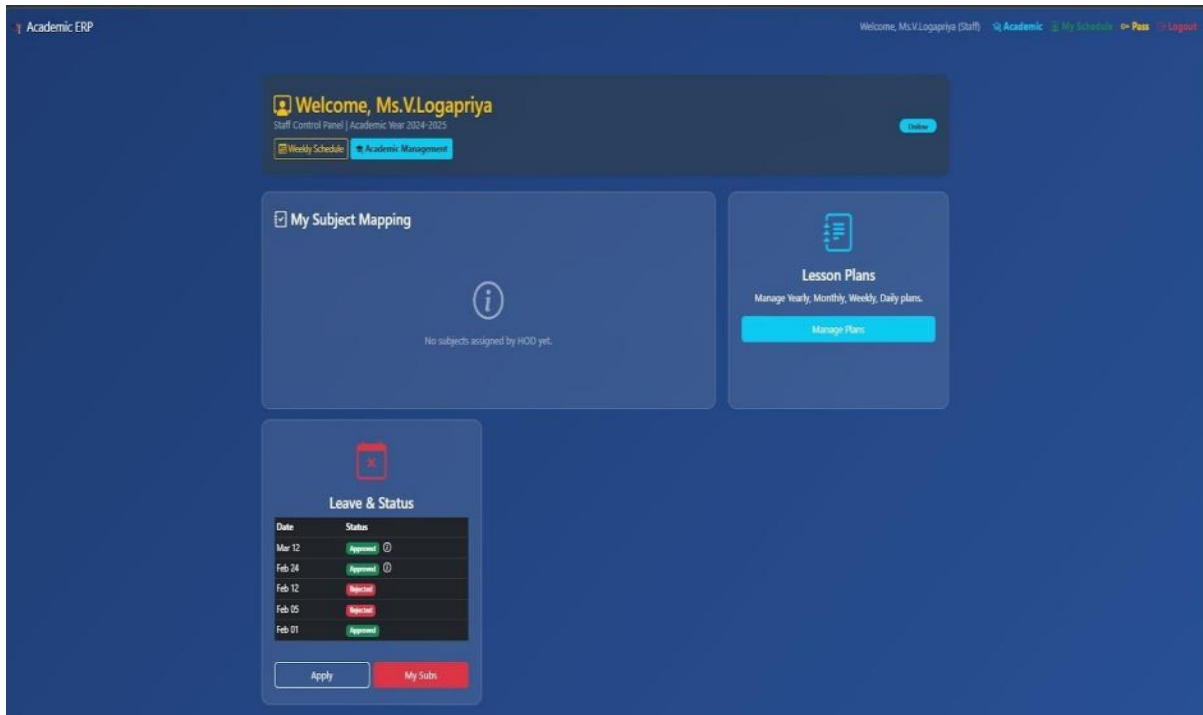 Academic ERP
Welcome, Ms.V.Logapriya (Staff) Academic My Schedule Pass Logout
Welcome, Ms.V.Logapriya
Staff Control Panel | Academic Year 2024-2025
Online
Weekly Schedule Academic Management
My Subject Mapping
No subjects assigned by HOD yet.
Lesson Plans
Manage Yearly, Monthly, Weekly, Daily plans.
Manage Plans
Leave & Status
Date Status
Mar 12 Approved
Feb 24 Approved
Feb 12 Rejected
Feb 05 Rejected
Feb 01 Approved
Apply My Subs